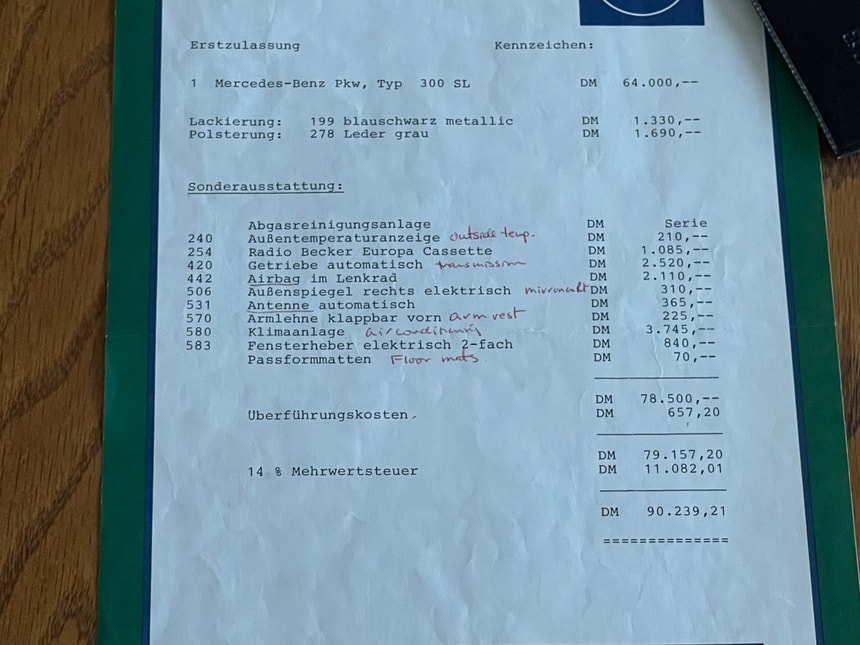 Erstzulassung Kennzeichen:
1 Mercedes-Benz Pkw, Typ 300 SL DM 64.000,--
Lackierung: 199 blauschwarz metallic DM 1.330,--
Polsterung: 278 Leder grau DM 1.690,--
Sonderausstattung:
Abgasreinigungsanlage DM Serie
240 Außentemperaturanzeige outside temp. DM 210,--
254 Radio Becker Europa Cassette DM 1.085,--
420 Getriebe automatisch transmission DM 2.520,--
442 Airbag im Lenkrad DM 2.110,--
506 Außenspiegel rechts elektrisch DM 310,--
531 Antenne automatisch DM 365,--
570 Armlehne klappbar vorn arm rest DM 225,--
580 Klimaanlage airconditioning DM 3.745,--
583 Fensterheber elektrisch 2-fach DM 840,--
Passformmatten Floor mats. DM 70,--
DM 78.500,--
Uberführungskosten DM 657,20
DM 79.157,20
14 % Mehrwertsteuer DM 11.082,01
DM 90.239,21
==============